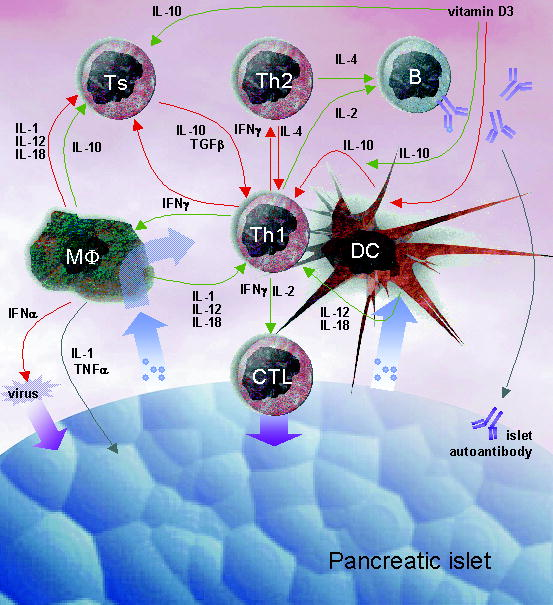 IL-10
vitamin D3
Ts
Th2
IL-4
B
IL-2
IL-1
IL-12
IL-18
IL-10
IL-10
TGFβ
IFNγ
IL-4
IL-10
IL-10
IFNγ
MΦ
Th1
DC
IL-1
IL-12
IL-18
IFNγ
IL-2
IL-12
IL-18
IFNα
IL-1
TNFα
virus
CTL
islet
autoantibody
Pancreatic islet